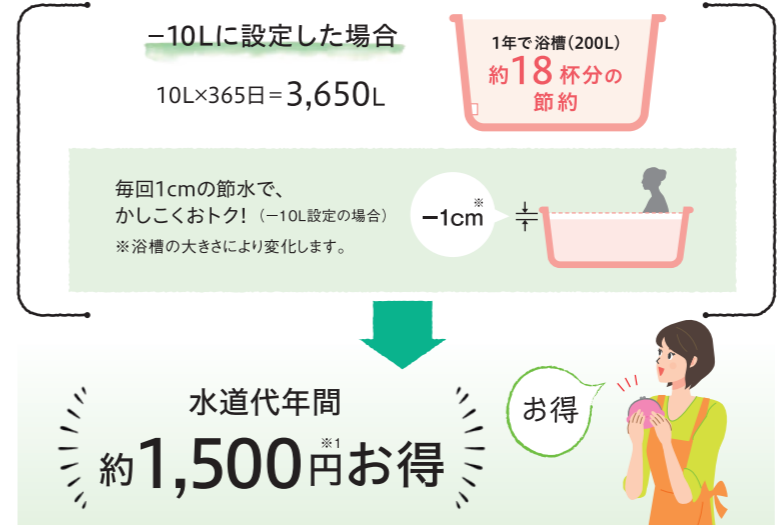 −10Lに設定した場合
10L×365日＝3,650L
1年で浴槽（200L）
約18杯分の
節約
毎回1cmの節水で、
かしこくおトク！（−10L設定の場合）
※浴槽の大きさにより変化します。
−1cm※
お得
水道代年間
約1,500円※1お得